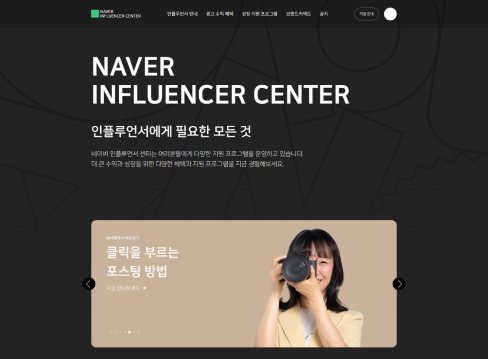 NAVER
INFLUENCER CENTER
인플루언서 안내
광고 수익 혜택
성장 지원 프로그램
브랜드커넥트
공지
지원 안내
NAVER
INFLUENCER CENTER
인플루언서에게 필요한 모든 것
네이버 인플루언서 센터는 여러분들에게 다양한 지원 프로그램을 운영하고 있습니다.
더 큰 수익과 성장을 위한 다양한 혜택과 지원 프로그램을 지금 경험해보세요.
클릭을 부르는
포스팅 방법
지금 만나보세요 →